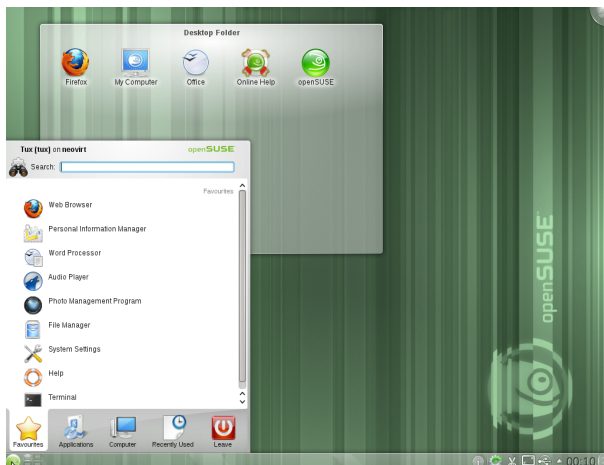 Desktop Folder
Firefox
My Computer
Office
Online Help
openSUSE
Tux (tux) on neovirt
openSUSE
Search:
Favourites
Web Browser
Personal Information Manager
Word Processor
Audio Player
Photo Management Program
File Manager
System Settings
Help
Terminal
Favourites
Applications
Computer
Recently Used
Leave
openSUSE
00:10